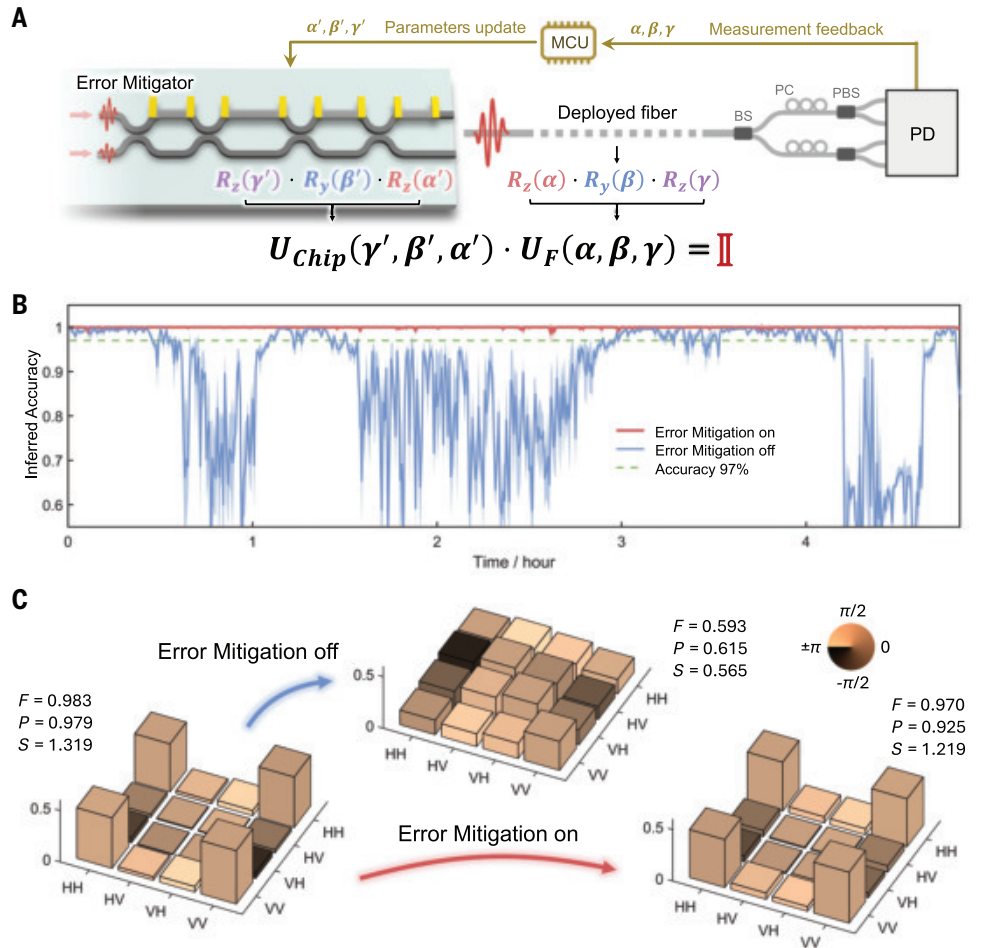 A
α′, β′, γ′ Parameters update
MCU
α, β, γ Measurement feedback
Error Mitigator
Deployed fiber
BS
PC
PBS
PD
R_z(γ′) · R_y(β′) · R_z(α′)
R_z(α) · R_y(β) · R_z(γ)
U_Chip(γ′, β′, α′) · U_F(α, β, γ) = 𝕀
B
Inferred Accuracy
1
0.9
0.8
0.7
0.6
Error Mitigation on
Error Mitigation off
Accuracy 97%
0 1 2 3 4
Time / hour
C
Error Mitigation off
F = 0.983
P = 0.979
S = 1.319
0.5
0
HH HV VH VV
HH
HV
VH
VV
0.5
0
HH HV VH VV
HH
HV
VH
VV
F = 0.593
P = 0.615
S = 0.565
π/2
±π 0
-π/2
F = 0.970
P = 0.925
S = 1.219
Error Mitigation on
0.5
0
HH HV VH VV
HH
HV
VH
VV